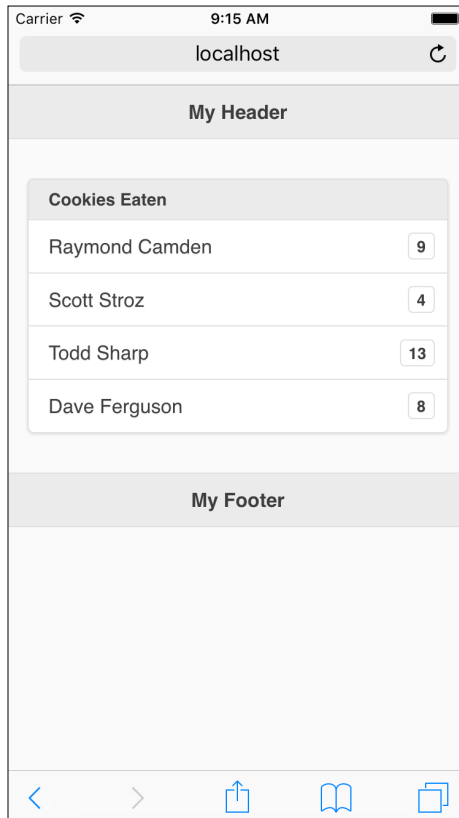 Carrier 9:15 AM
localhost
My Header
Cookies Eaten
Raymond Camden 9
Scott Stroz 4
Todd Sharp 13
Dave Ferguson 8
My Footer